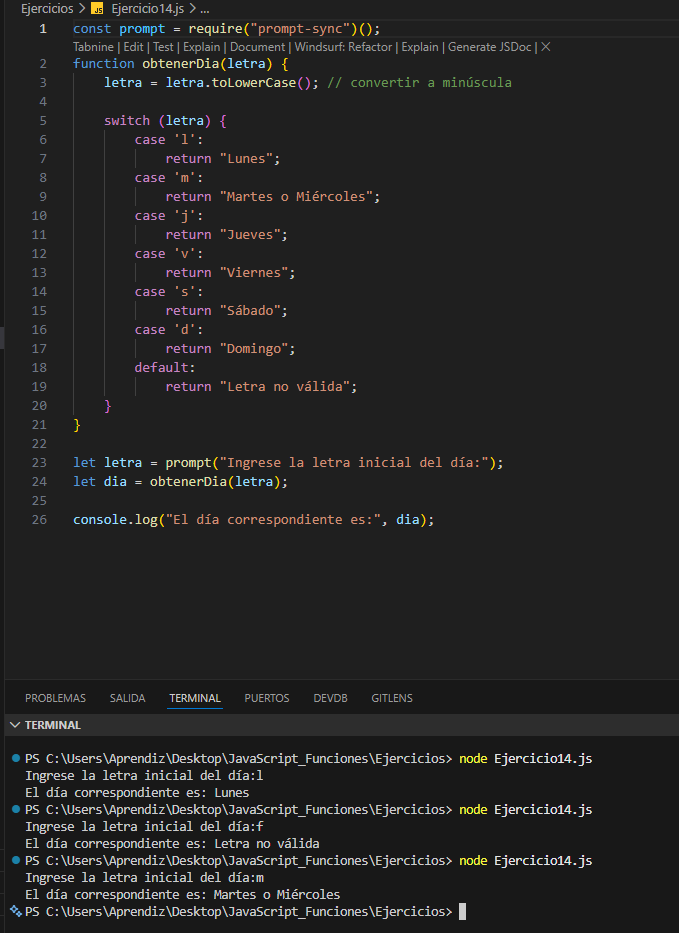 Ejercicios > JS Ejercicio14.js > ...
1 const prompt = require("prompt-sync")();
Tabnine | Edit | Test | Explain | Document | Windsurf: Refactor | Explain | Generate JSDoc | X
2 function obtenerDia(letra) {
3     letra = letra.toLowerCase(); // convertir a minúscula
4
5     switch (letra) {
6         case 'l':
7             return "Lunes";
8         case 'm':
9             return "Martes o Miércoles";
10         case 'j':
11             return "Jueves";
12         case 'v':
13             return "Viernes";
14         case 's':
15             return "Sábado";
16         case 'd':
17             return "Domingo";
18         default:
19             return "Letra no válida";
20     }
21 }
22
23 let letra = prompt("Ingrese la letra inicial del día:");
24 let dia = obtenerDia(letra);
25
26 console.log("El día correspondiente es:", dia);
PROBLEMAS SALIDA TERMINAL PUERTOS DEVDB GITLENS
TERMINAL
PS C:\Users\Aprendiz\Desktop\JavaScript_Funciones\Ejercicios> node Ejercicio14.js
Ingrese la letra inicial del día:l
El día correspondiente es: Lunes
PS C:\Users\Aprendiz\Desktop\JavaScript_Funciones\Ejercicios> node Ejercicio14.js
Ingrese la letra inicial del día:f
El día correspondiente es: Letra no válida
PS C:\Users\Aprendiz\Desktop\JavaScript_Funciones\Ejercicios> node Ejercicio14.js
Ingrese la letra inicial del día:m
El día correspondiente es: Martes o Miércoles
PS C:\Users\Aprendiz\Desktop\JavaScript_Funciones\Ejercicios>